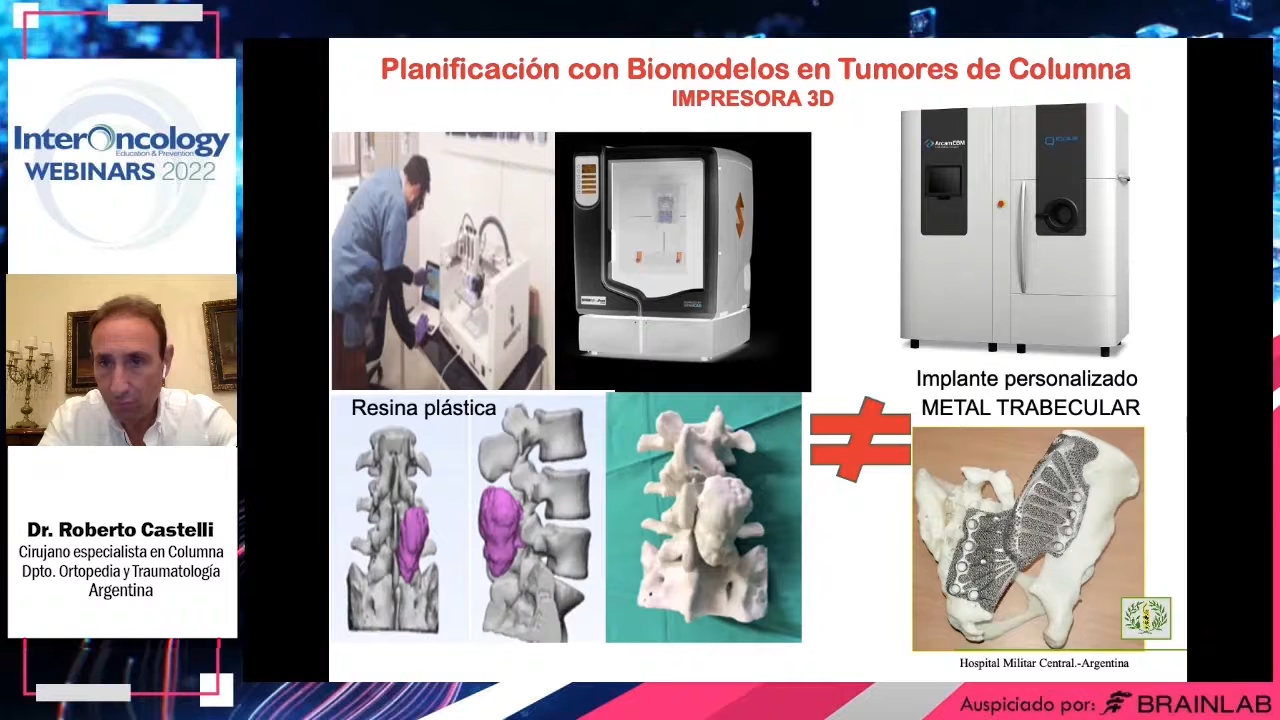 InterOncology
Education & Prevention
WEBINARS 2022
Dr. Roberto Castelli
Cirujano especialista en Columna
Dpto. Ortopedia y Traumatología
Argentina
Planificación con Biomodelos en Tumores de Columna
IMPRESORA 3D
ArcamEBM
Resina plástica
Implante personalizado
METAL TRABECULAR
Hospital Militar Central.-Argentina
Auspiciado por: BRAINLAB